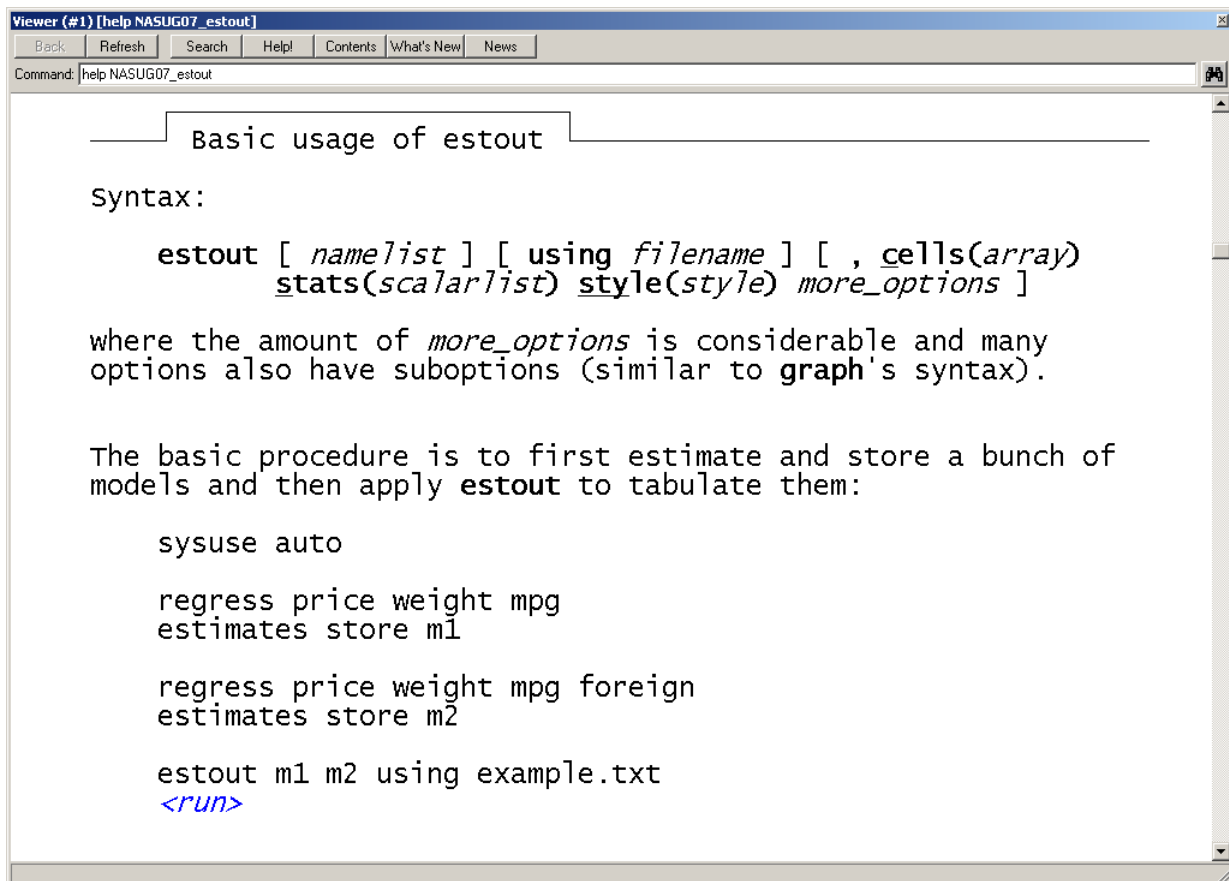 Viewer (#1) [help NASUG07_estout]
Back Refresh Search Help! Contents What's New News
Command: help NASUG07_estout
Basic usage of estout
Syntax:
estout [ namelist ] [ using filename ] [ , cells(array)
stats(scalarlist) style(style) more_options ]
where the amount of more_options is considerable and many
options also have suboptions (similar to graph's syntax).
The basic procedure is to first estimate and store a bunch of
models and then apply estout to tabulate them:
sysuse auto
regress price weight mpg
estimates store m1
regress price weight mpg foreign
estimates store m2
estout m1 m2 using example.txt
<run>